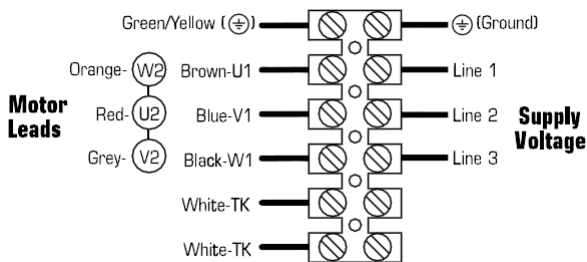 Green/Yellow (⏚) (Ground)
Orange- W2 Brown-U1 Line 1
Motor Leads
Red- U2 Blue-V1 Line 2
Supply Voltage
Grey- V2 Black-W1 Line 3
White-TK
White-TK